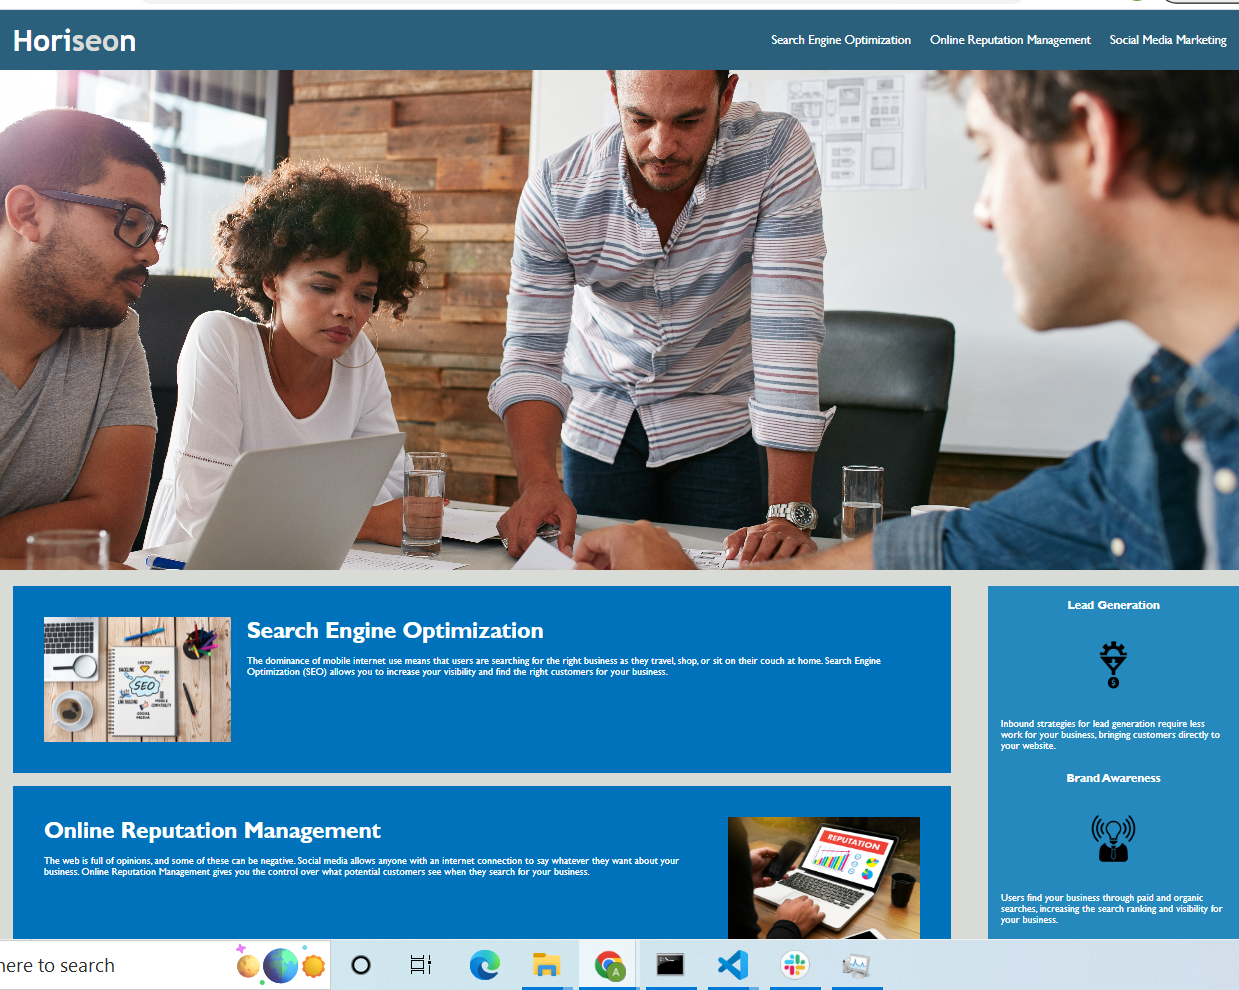 Horiseon
Search Engine Optimization Online Reputation Management Social Media Marketing
Search Engine Optimization
The dominance of mobile internet use means that users are searching for the right business as they travel, shop, or sit on their couch at home. Search Engine
Optimization (SEO) allows you to increase your visibility and find the right customers for your business.
SEO
Online Reputation Management
The web is full of opinions, and some of these can be negative. Social media allows anyone with an internet connection to say whatever they want about your
business. Online Reputation Management gives you the control over what potential customers see when they search for your business.
REPUTATION
Lead Generation
$
Inbound strategies for lead generation require less
work for your business, bringing customers directly to
your website.
Brand Awareness
Users find your business through paid and organic
searches, increasing the search ranking and visibility for
your business.
here to search
A